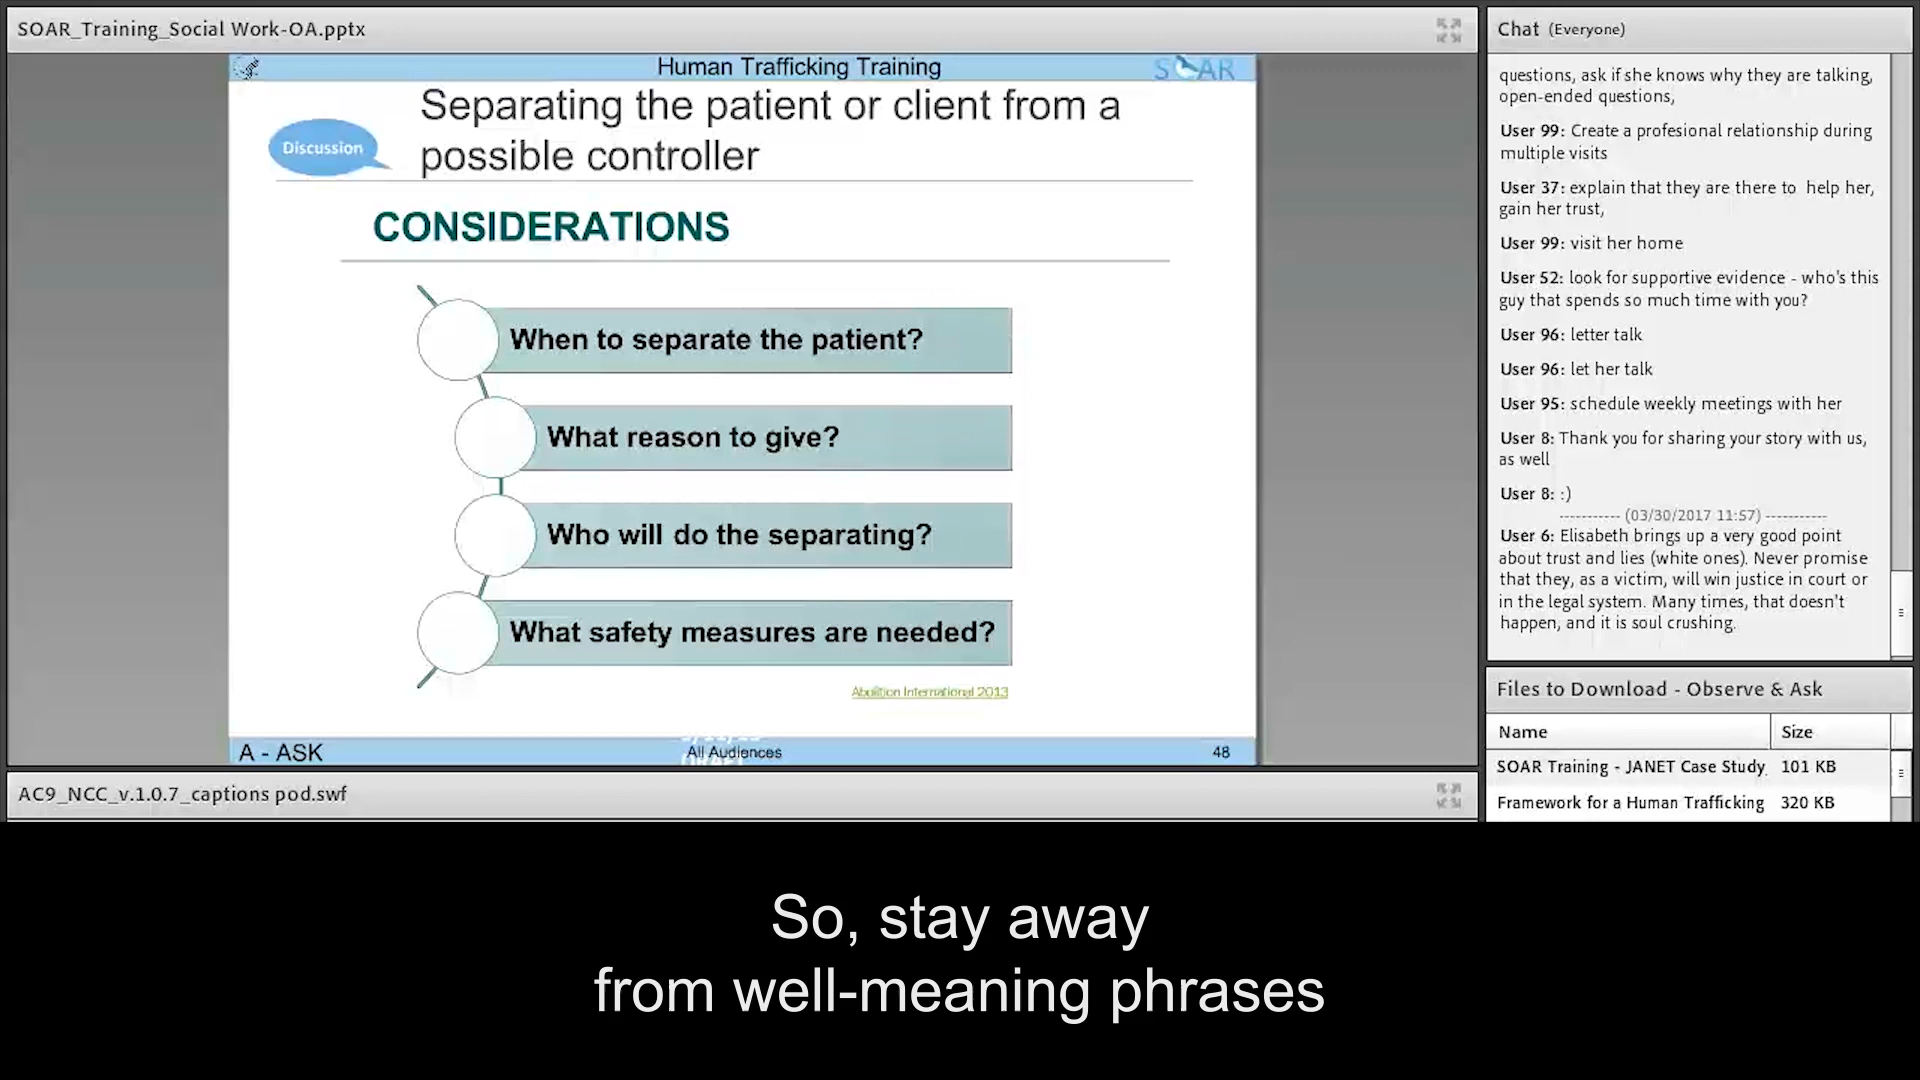 SOAR_Training_Social Work-OA.pptx
Human Trafficking Training
SOAR
Discussion
Separating the patient or client from a
possible controller
CONSIDERATIONS
When to separate the patient?
What reason to give?
Who will do the separating?
What safety measures are needed?
Abolition International 2013
A - ASK
All Audiences
48
AC9_NCC_v.1.0.7_captions pod.swf
So, stay away
from well-meaning phrases
Chat (Everyone)
questions, ask if she knows why they are talking,
open-ended questions,
User 99: Create a profesional relationship during
multiple visits
User 37: explain that they are there to  help her,
gain her trust,
User 99: visit her home
User 52: look for supportive evidence - who's this
guy that spends so much time with you?
User 96: letter talk
User 96: let her talk
User 95: schedule weekly meetings with her
User 8: Thank you for sharing your story with us,
as well
User 8: :)
----------- (03/30/2017 11:57) -----------
User 6: Elisabeth brings up a very good point
about trust and lies (white ones). Never promise
that they, as a victim, will win justice in court or
in the legal system. Many times, that doesn't
happen, and it is soul crushing.
Files to Download - Observe & Ask
Name Size
SOAR Training - JANET Case Study 101 KB
Framework for a Human Trafficking 320 KB